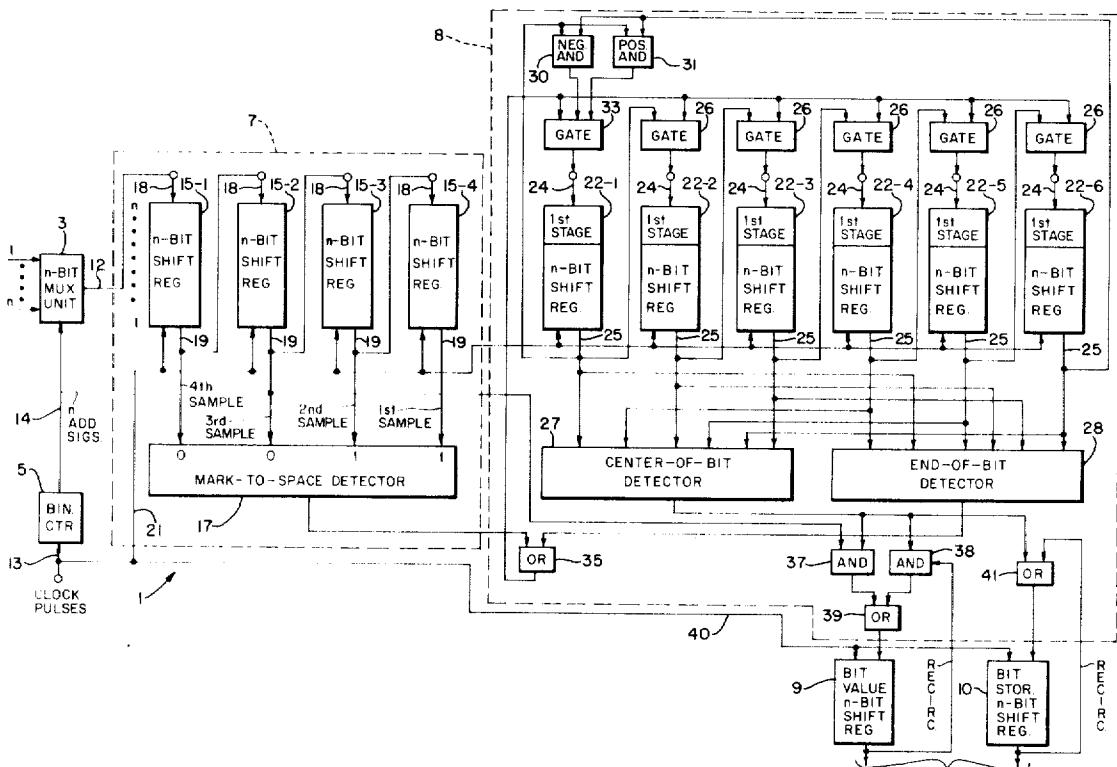 8
NEG. AND
POS. AND
30
31
33
26
26
26
26
26
GATE
GATE
GATE
GATE
GATE
GATE
7
24
22-1
24
22-2
24
22-3
24
22-4
24
22-5
24
22-6
18
15-1
18
15-2
18
15-3
18
15-4
1st STAGE
1st STAGE
1st STAGE
1st STAGE
1st STAGE
1st STAGE
n-BIT SHIFT REG.
n-BIT SHIFT REG.
n-BIT SHIFT REG.
n-BIT SHIFT REG.
n-BIT SHIFT REG.
n-BIT SHIFT REG.
n
1
n-BIT SHIFT REG.
n-BIT SHIFT REG
n-BIT SHIFT REG
n-BIT SHIFT REG.
3
1
n
n-BIT MUX UNIT
12
19
19
19
19
25
25
25
25
25
25
14
n ADD SIGS.
4th SAMPLE
3rd SAMPLE
2nd SAMPLE
1st SAMPLE
0
0
1
1
MARK-TO-SPACE DETECTOR
17
21
27
CENTER-OF-BIT DETECTOR
END-OF-BIT DETECTOR
28
5
BIN. CTR
13
CLOCK PULSES
1
OR
35
37
AND
AND
38
41
OR
39
OR
40
9
BIT VALUE n-BIT SHIFT REG
RECIRC.
10
BIT STOR. n-BIT SHIFT REG.
RECIRC.